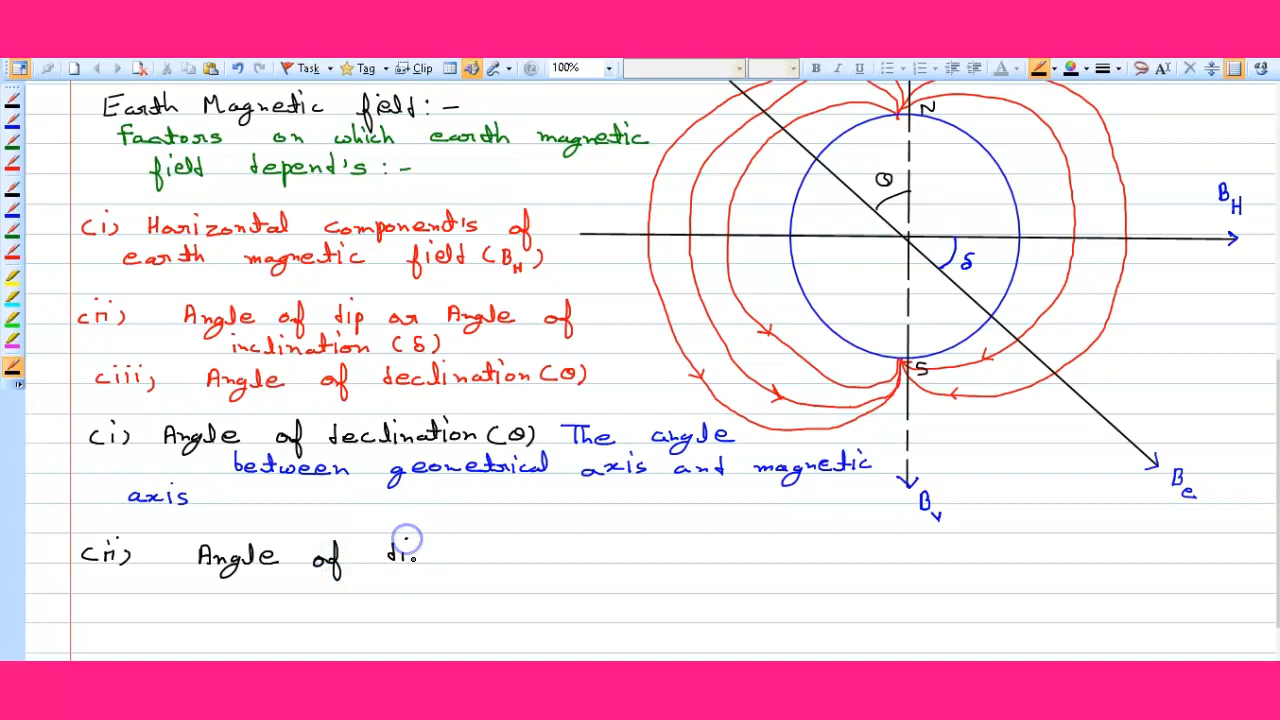 Task Tag Clip 100% B I U A
Earth Magnetic field :-
factors on which earth magnetic
field depend's :-
(i) Horizontal component's of
earth magnetic field (BH)
(ii) Angle of dip or Angle of
inclination (δ)
(iii) Angle of declination (θ)
(i) Angle of declination (θ) The angle
between geometrical axis and magnetic
axis
(ii) Angle of di
N
θ
BH
δ
S
Be
Bv